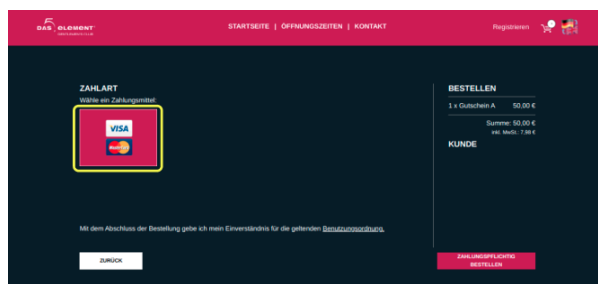 DAS 5. ELEMENT
STARTSEITE | ÖFFNUNGSZEITEN | KONTAKT
Registrieren
ZAHLART
Wähle ein Zahlungsmittel:
VISA
MasterCard
BESTELLEN
1 x Gutschein A 50,00 €
Summe: 50,00 €
inkl. MwSt.: 7,98 €
KUNDE
Mit dem Abschluss der Bestellung gebe ich mein Einverständnis für die geltenden Benutzungsordnung.
ZURÜCK
ZAHLUNGSPFLICHTIG
BESTELLEN